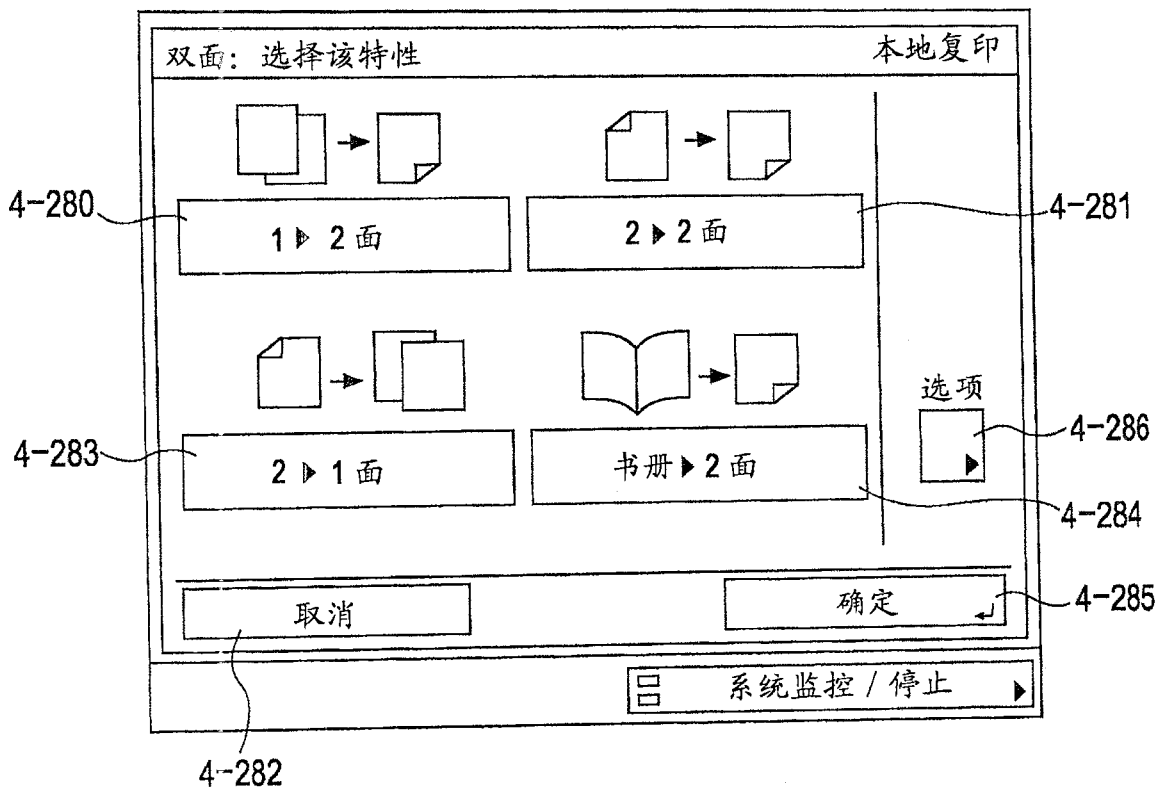 双面: 选择该特性
本地复印
4-280
1 ▶ 2 面
2 ▶ 2 面
4-281
选项
4-283
2 ▶ 1 面
书册 ▶ 2 面
4-286
4-284
取消
确定
4-285
系统监控 / 停止
4-282